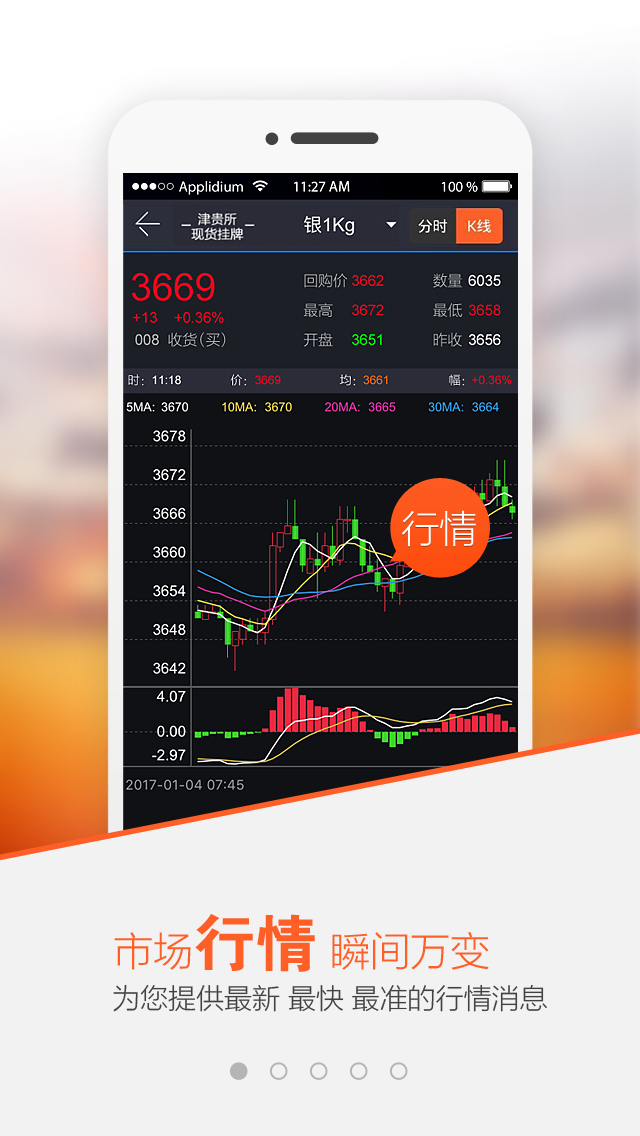 Applidium 11:27 AM 100 %
津贵所
现货挂牌
银1Kg
分时 K线
3669 回购价 3662 数量 6035
+13 +0.36% 最高 3672 最低 3658
008 收货(买) 开盘 3651 昨收 3656
时: 11:18 价: 3669 均: 3661 幅: +0.36%
5MA: 3670 10MA: 3670 20MA: 3665 30MA: 3664
3678
3672
3666
行情
3660
3654
3648
3642
4.07
0.00
-2.97
2017-01-04 07:45
市场行情 瞬间万变
为您提供最新 最快 最准的行情消息